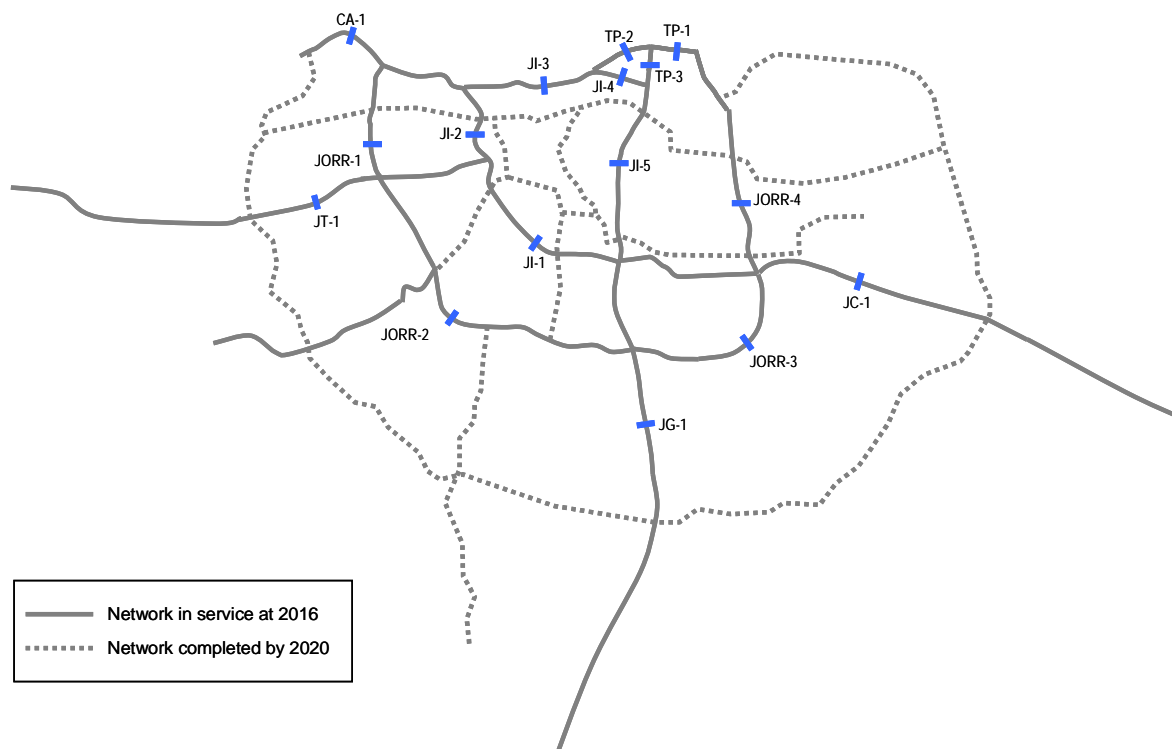 CA-1
TP-2
TP-1
JI-3
TP-3
JI-4
JI-2
JORR-1
JI-5
JT-1
JORR-4
JI-1
JC-1
JORR-2
JORR-3
JG-1
Network in service at 2016
Network completed by 2020